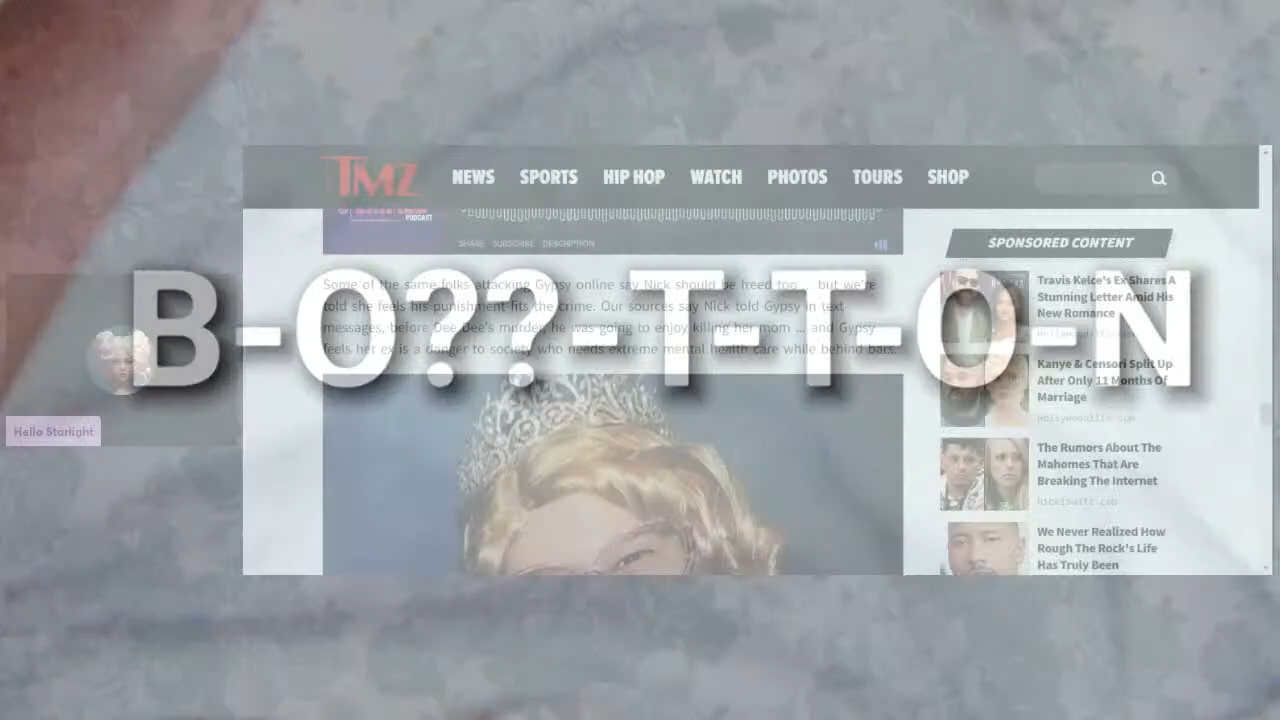 TMZ NEWS SPORTS HIP HOP WATCH PHOTOS TOURS SHOP
PODCAST
SHARE SUBSCRIBE DESCRIPTION
SPONSORED CONTENT
B-O??-T-T-O-N
Some of the same folks attacking Gypsy online say Nick should be freed too ... but we're
told she feels his punishment fits the crime. Our sources say Nick told Gypsy in text
messages, before Dee Dee's murder, he was going to enjoy killing her mom ... and Gypsy
feels her ex is a danger to society who needs extreme mental health care while behind bars.
Hello Starlight
Travis Kelce's Ex Shares A
Stunning Letter Amid His
New Romance
Kanye & Censori Split Up
After Only 11 Months Of
Marriage
HollywoodTLF.com
The Rumors About The
Mahomes That Are
Breaking The Internet
NickiSwift.com
We Never Realized How
Rough The Rock's Life
Has Truly Been